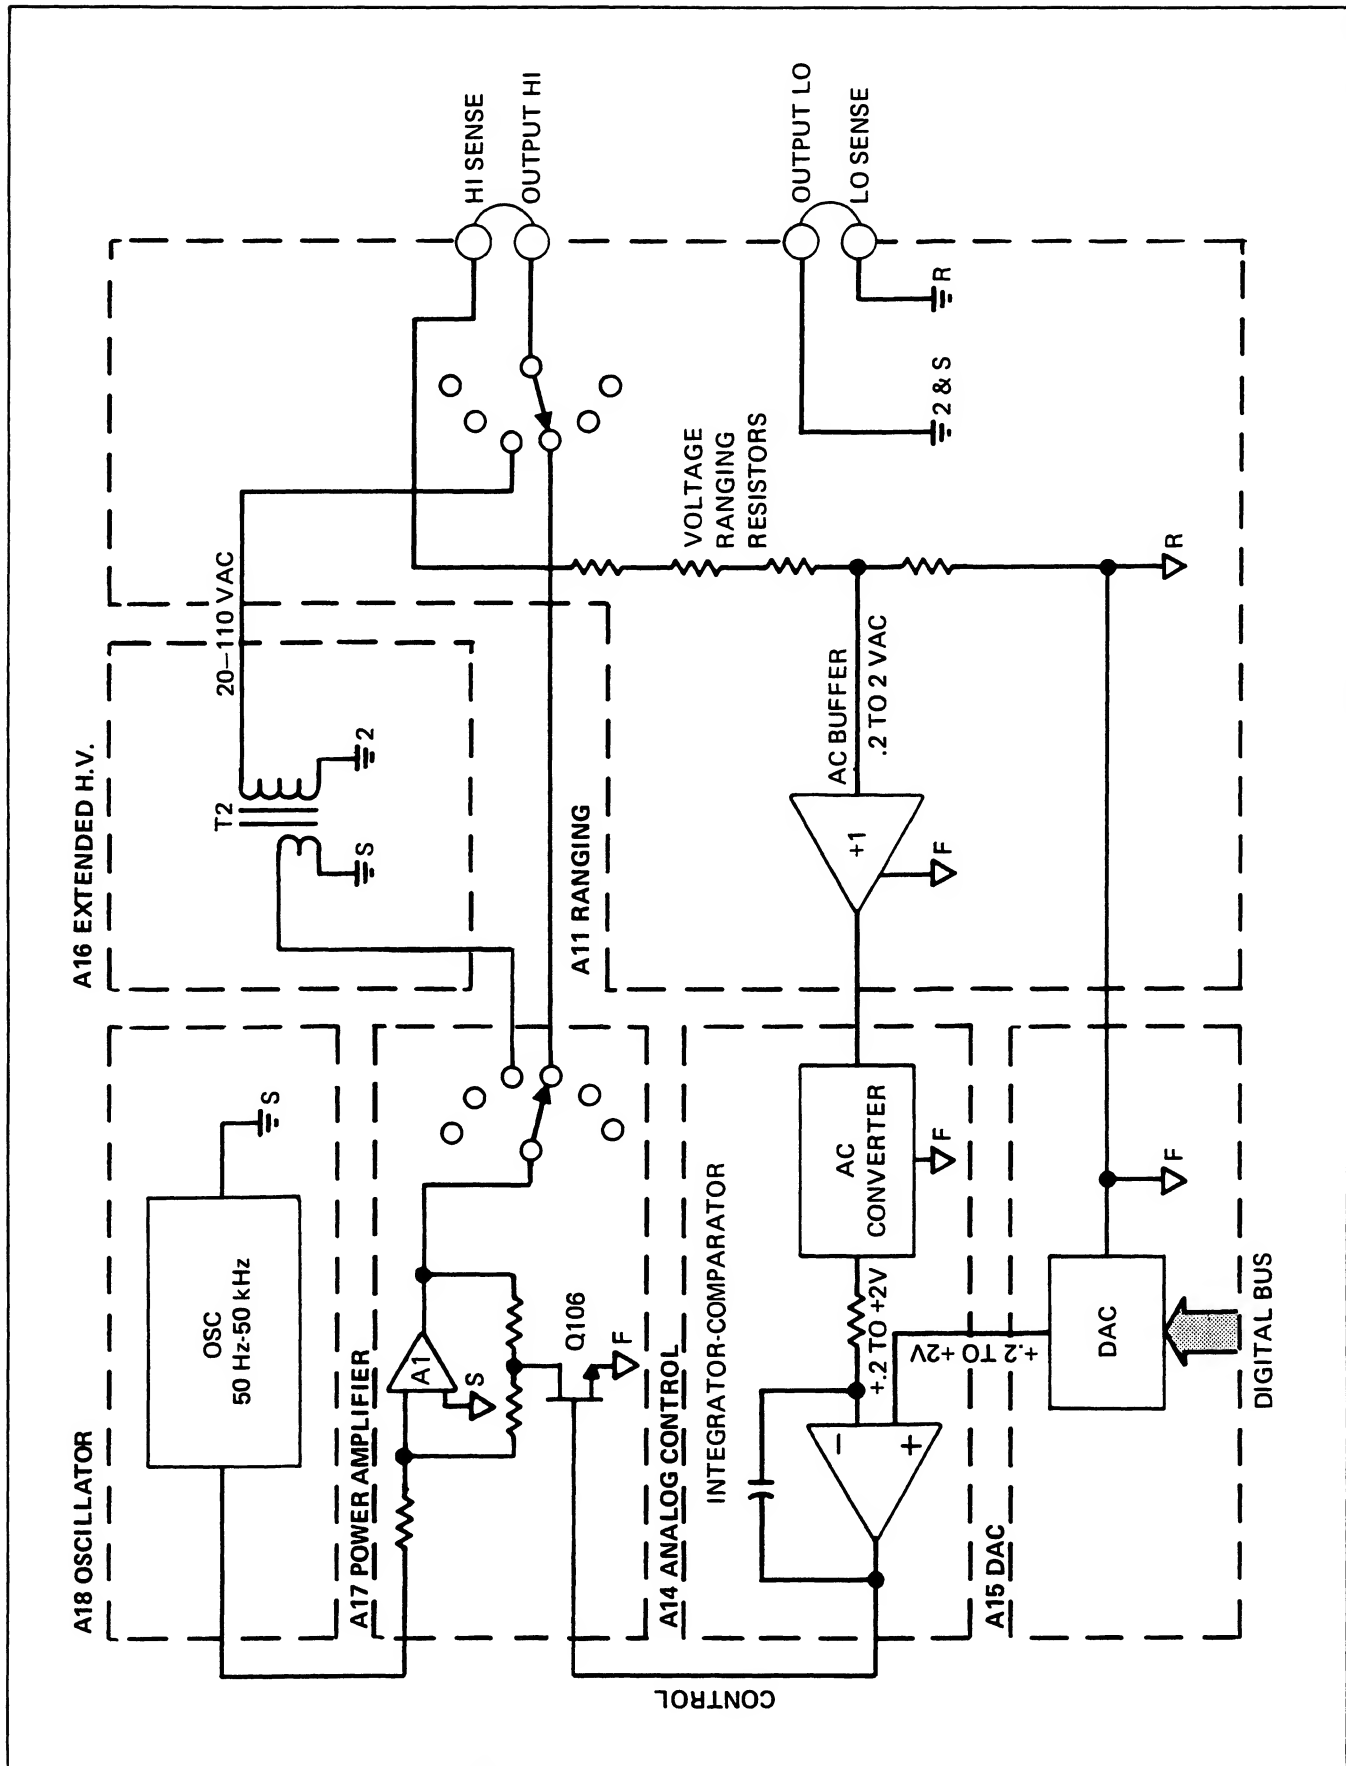 A18 OSCILLATOR
OSC
50 Hz-50 kHz
S
A16 EXTENDED H.V.
T2
S
2
20–110 VAC
HI SENSE
OUTPUT HI
A17 POWER AMPLIFIER
A1
S
Q106
F
A11 RANGING
VOLTAGE
RANGING
RESISTORS
OUTPUT LO
LO SENSE
2 & S
R
CONTROL
A14 ANALOG CONTROL
INTEGRATOR-COMPARATOR
–
+
+.2 TO +2V
AC
CONVERTER
F
+1
F
AC BUFFER
.2 TO 2 VAC
+.2 TO +2V
A15 DAC
DAC
F
R
DIGITAL BUS